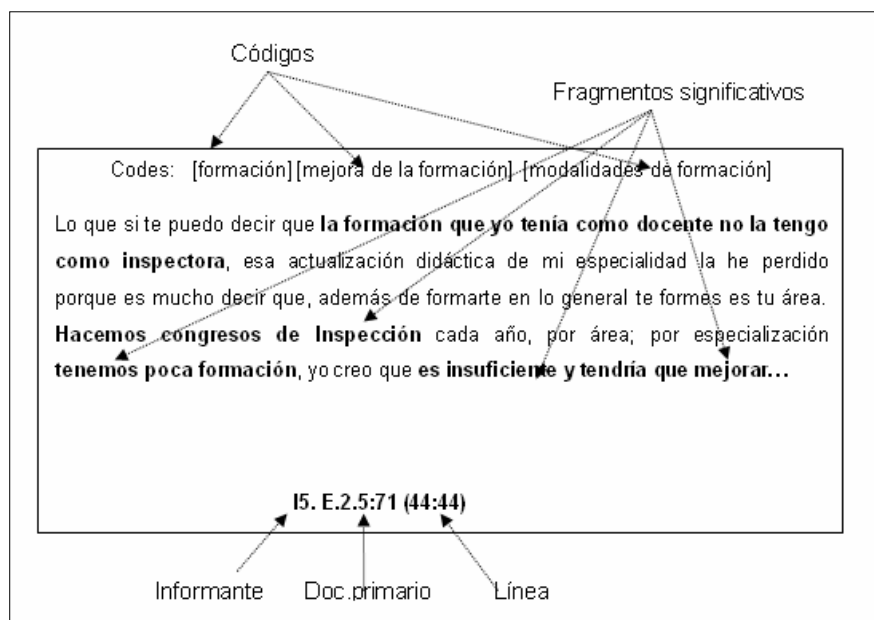 Códigos
Fragmentos significativos
Codes: [formación] [mejora de la formación] [modalidades de formación]
Lo que si te puedo decir que la formación que yo tenía como docente no la tengo
como inspectora, esa actualización didáctica de mi especialidad la he perdido
porque es mucho decir que, además de formarte en lo general te formes es tu área.
Hacemos congresos de Inspección cada año, por área; por especialización
tenemos poca formación, yo creo que es insuficiente y tendría que mejorar...
I5. E.2.5:71 (44:44)
Informante Doc.primario Línea